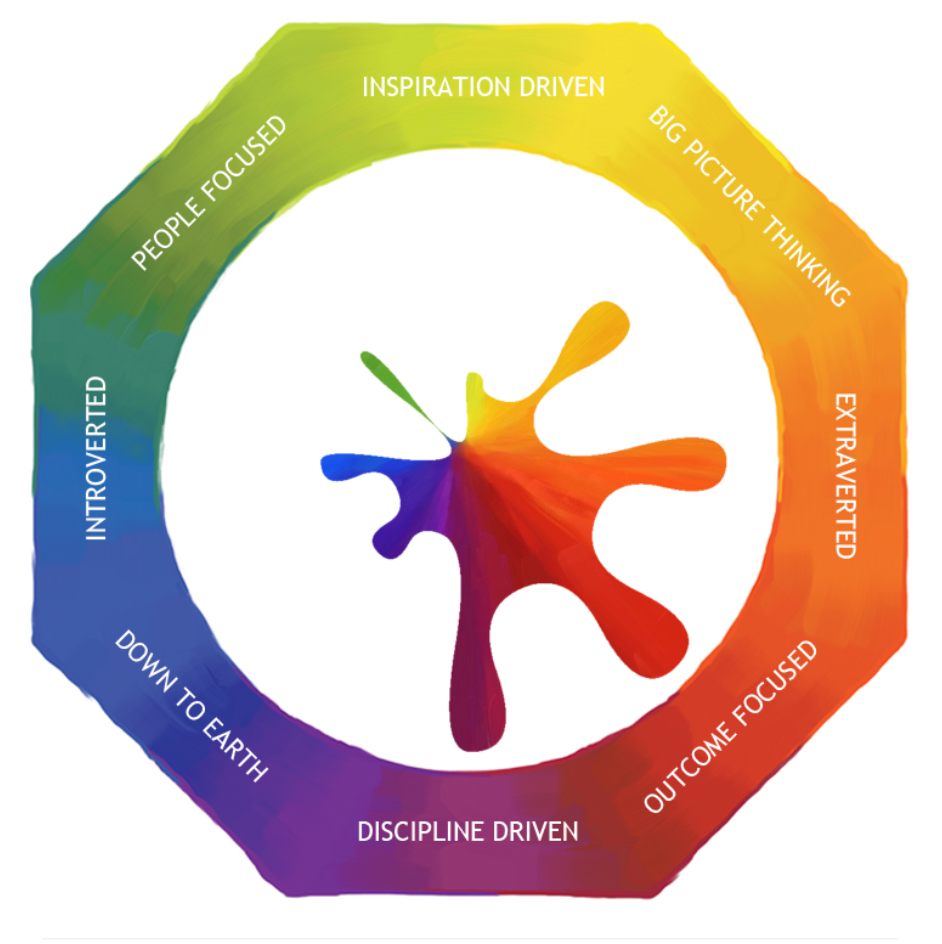 INSPIRATION DRIVEN
BIG PICTURE THINKING
EXTRAVERTED
OUTCOME FOCUSED
DISCIPLINE DRIVEN
DOWN TO EARTH
INTROVERTED
PEOPLE FOCUSED